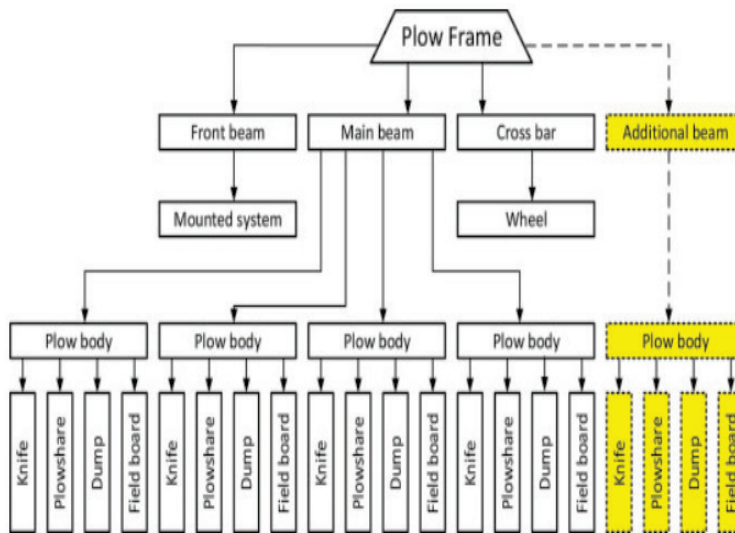 Plow Frame
Front beam
Main beam
Cross bar
Additional beam
Mounted system
Wheel
Plow body
Plow body
Plow body
Plow body
Plow body
Knife
Plowshare
Dump
Field board
Knife
Plowshare
Dump
Field board
Knife
Plowshare
Dump
Field board
Knife
Plowshare
Dump
Field board
Knife
Plowshare
Dump
Field board